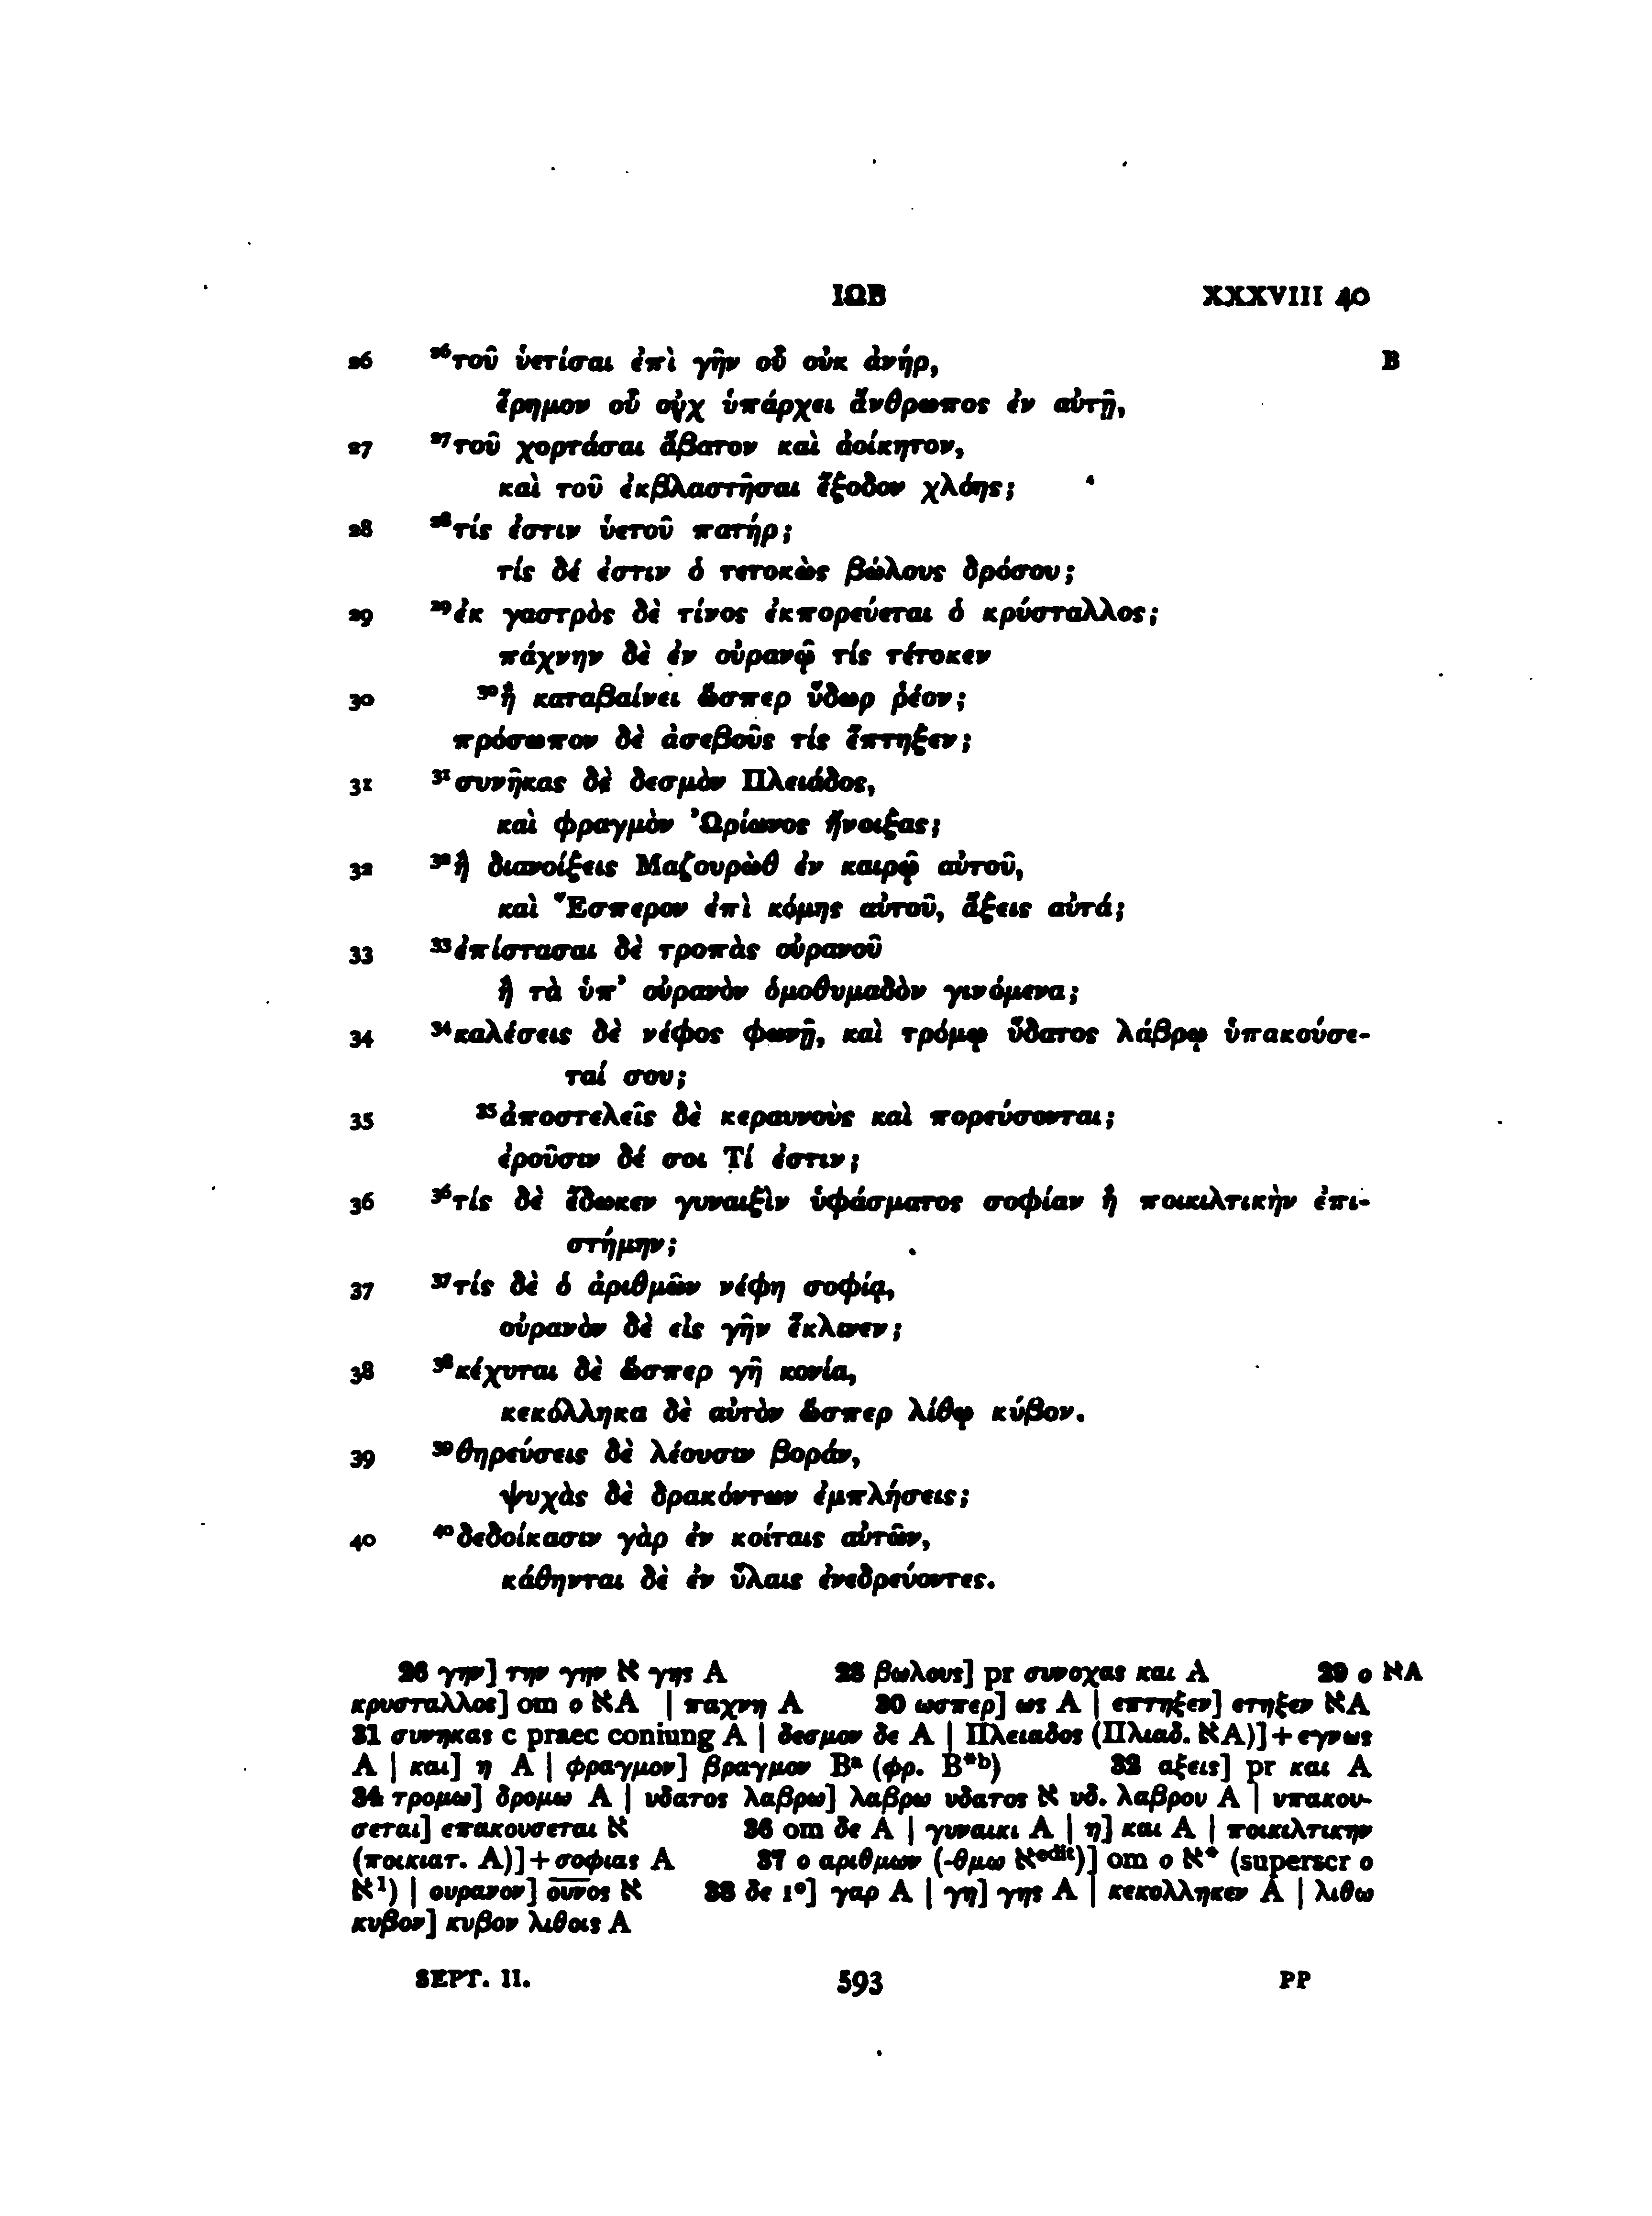 ΙΩΒ XXXVIII 40
26 ²⁶τοῦ ὑετίσαι ἐπὶ γῆν οὗ οὐκ ἀνήρ, B
ἔρημον οὗ οὐχ ὑπάρχει ἄνθρωπος ἐν αὐτῇ,
27 ²⁷τοῦ χορτάσαι ἄβατον καὶ ἀοίκητον,
καὶ τοῦ ἐκβλαστῆσαι ἔξοδον χλόης;
28 ²⁸τίς ἐστιν ὑετοῦ πατήρ;
τίς δέ ἐστιν ὁ τετοκὼς βώλους δρόσου;
29 ²⁹ἐκ γαστρὸς δὲ τίνος ἐκπορεύεται ὁ κρύσταλλος;
πάχνην δὲ ἐν οὐρανῷ τίς τέτοκεν
30 ³⁰ἢ καταβαίνει ὥσπερ ὕδωρ ῥέον;
πρόσωπον δὲ ἀσεβοῦς τίς ἔπτηξεν;
31 ³¹συνῆκας δὲ δεσμὸν Πλειάδος,
καὶ φραγμὸν Ὠρίωνος ἤνοιξας;
32 ³²ἢ διανοίξεις Μαζουρὼθ ἐν καιρῷ αὐτοῦ,
καὶ Ἕσπερον ἐπὶ κόμης αὐτοῦ, ἄξεις αὐτά;
33 ³³ἐπίστασαι δὲ τροπὰς οὐρανοῦ
ἢ τὰ ὑπ’ οὐρανὸν ὁμοθυμαδὸν γινόμενα;
34 ³⁴καλέσεις δὲ νέφος φωνῇ, καὶ τρόμῳ ὕδατος λάβρῳ ὑπακούσε-
ταί σου;
35 ³⁵ἀποστελεῖς δὲ κεραυνοὺς καὶ πορεύσονται;
ἐροῦσιν δέ σοι Τί ἐστιν;
36 ³⁶τίς δὲ ἔδωκεν γυναιξὶν ὑφάσματος σοφίαν ἢ ποικιλτικὴν ἐπι-
στήμην;
37 ³⁷τίς δὲ ὁ ἀριθμῶν νέφη σοφίᾳ,
οὐρανὸν δὲ εἰς γῆν ἔκλινεν;
38 ³⁸κέχυται δὲ ὥσπερ γῆ κονία,
κεκόλληκα δὲ αὐτὸν ὥσπερ λίθῳ κύβον.
39 ³⁹θηρεύσεις δὲ λέουσιν βοράν,
ψυχὰς δὲ δρακόντων ἐμπλήσεις;
40 ⁴⁰δεδοίκασιν γὰρ ἐν κοίταις αὐτῶν,
κάθηνται δὲ ἐν ὕλαις ἐνεδρεύοντες.
26 γην] την γην ℵ γης A 28 βωλους] pr συνοχας και A 29 ο ℵA
κρυσταλλος] om ο ℵA | παχνη A 30 ωσπερ] ως A | επτηξεν] ετηξεν ℵA
31 συνηκας c praec coniung A | δεσμον δε A | Πλειαδος (Πλιαδ. ℵA)]+εγνως
A | και] η A | φραγμον] βραγμον Bᵃ (φρ. B*ᵇ) 32 αξεις] pr και A
34 τρομω] δρομω A | υδατος λαβρω] λαβρω υδατος ℵ υδ. λαβρου A | υπακου-
σεται] επακουσεται ℵ 36 om δε A | γυναικι A | η] και A | ποικιλτικην
(ποικιατ. A)]+σοφιας A 37 ο αριθμων (-θμω ℵᵉᵈⁱᵗ)] om ο ℵ* (superscr ο
ℵ¹) | ουρανον] ουνος ℵ 38 δε 1°] γαρ A | γη] γης A | κεκολληκεν A | λιθω
κυβον] κυβον λιθοις A
SEPT. II. 593 PP